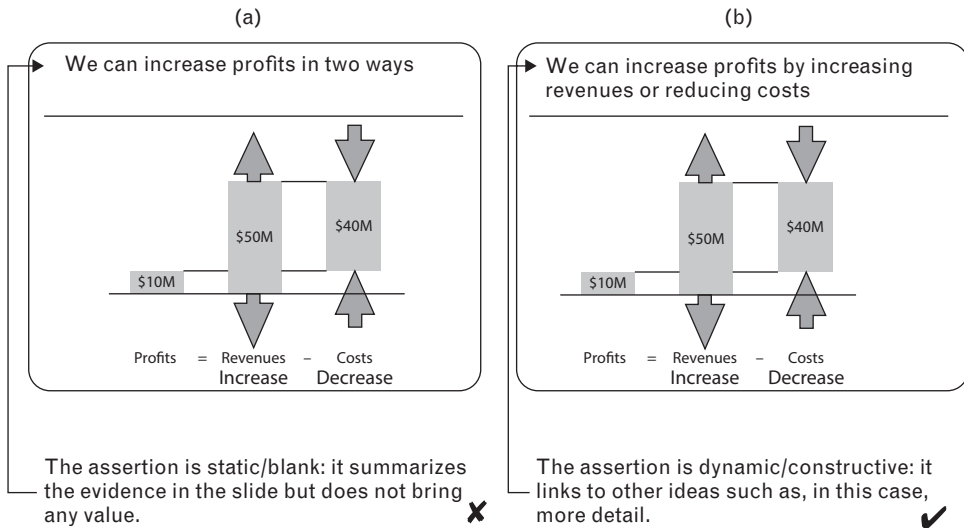 (a)
We can increase profits in two ways
$50M
$40M
$10M
Profits = Revenues – Costs
Increase Decrease
The assertion is static/blank: it summarizes
the evidence in the slide but does not bring
any value. ✘
(b)
We can increase profits by increasing
revenues or reducing costs
$50M
$40M
$10M
Profits = Revenues – Costs
Increase Decrease
The assertion is dynamic/constructive: it
links to other ideas such as, in this case,
more detail. ✔